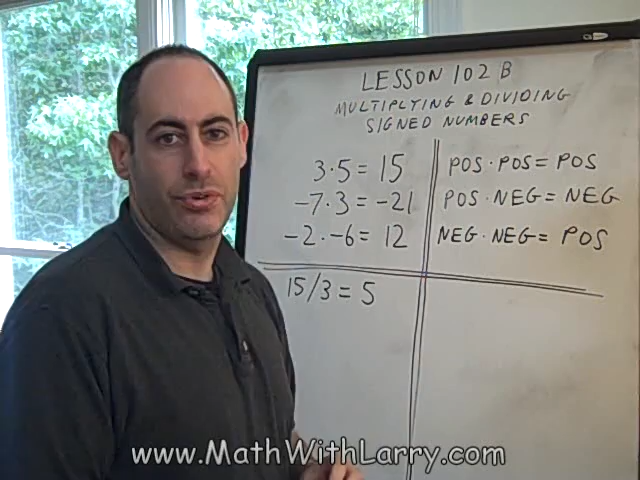 LESSON 102 B
MULTIPLYING & DIVIDING
SIGNED NUMBERS
3·5 = 15
-7·3 = -21
-2·-6 = 12
POS·POS = POS
POS·NEG = NEG
NEG·NEG = POS
15/3 = 5
www.MathWithLarry.com